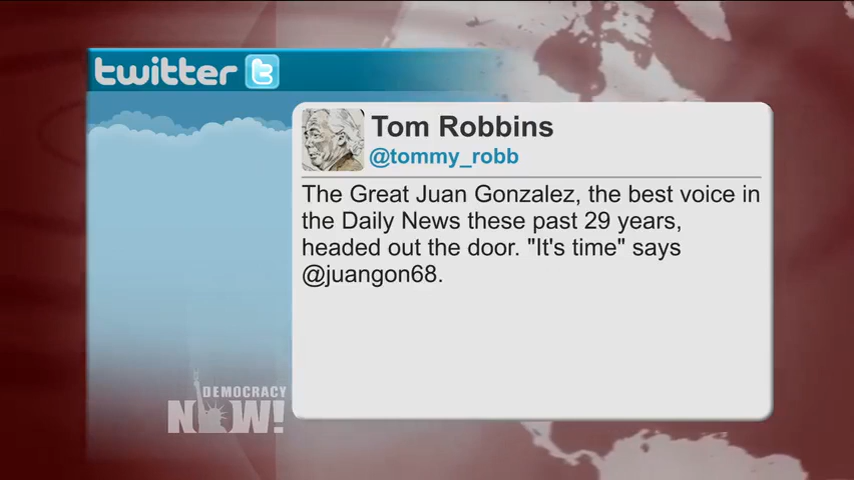 twitter
Tom Robbins
@tommy_robb
The Great Juan Gonzalez, the best voice in
the Daily News these past 29 years,
headed out the door. "It's time" says
@juangon68.
DEMOCRACY
NOW!